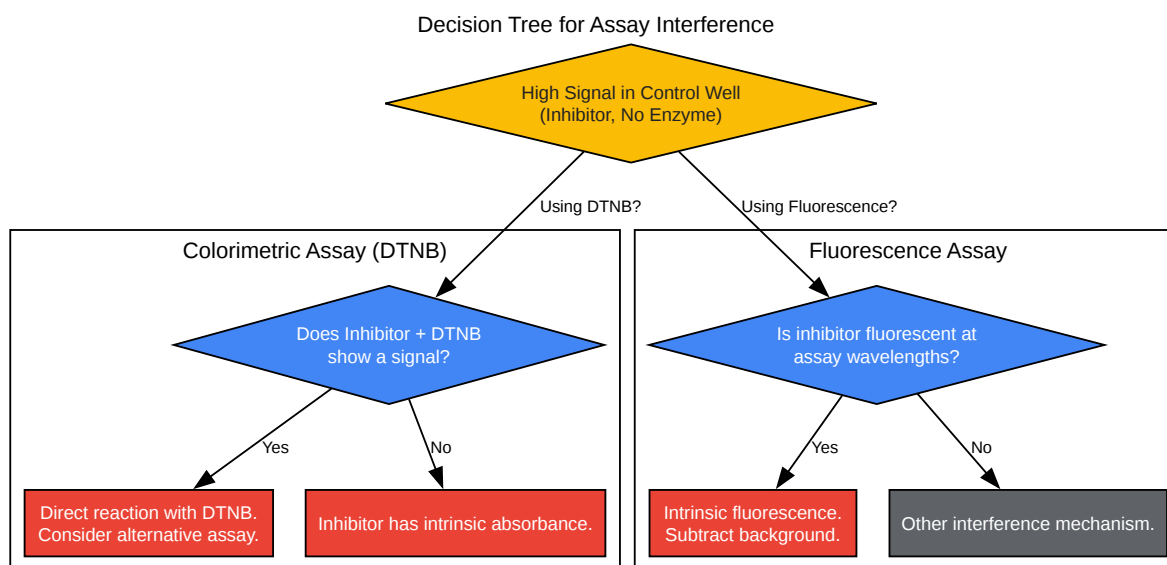 Decision Tree for Assay Interference
High Signal in Control Well
(Inhibitor, No Enzyme)
Using DTNB?
Using Fluorescence?
Colorimetric Assay (DTNB)
Does Inhibitor + DTNB
show a signal?
Yes
No
Direct reaction with DTNB.
Consider alternative assay.
Inhibitor has intrinsic absorbance.
Fluorescence Assay
Is inhibitor fluorescent at
assay wavelengths?
Yes
No
Intrinsic fluorescence.
Subtract background.
Other interference mechanism.